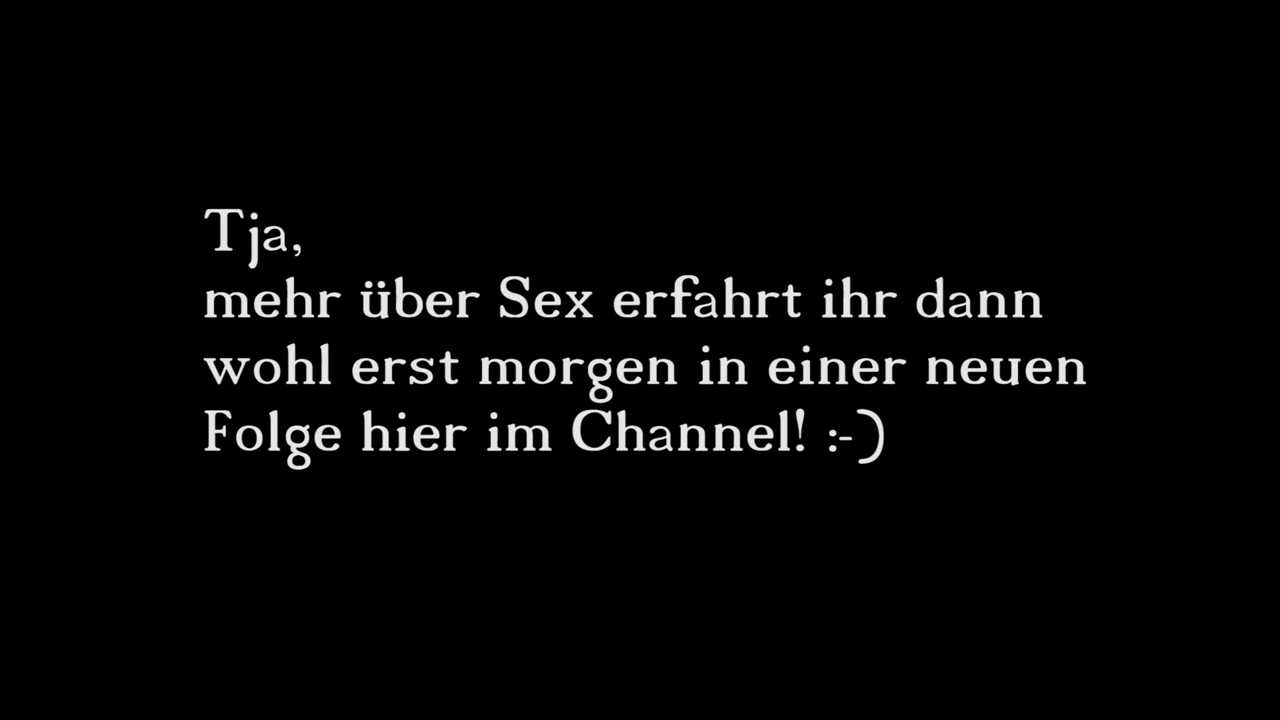 Tja,
mehr über Sex erfahrt ihr dann
wohl erst morgen in einer neuen
Folge hier im Channel! :-)